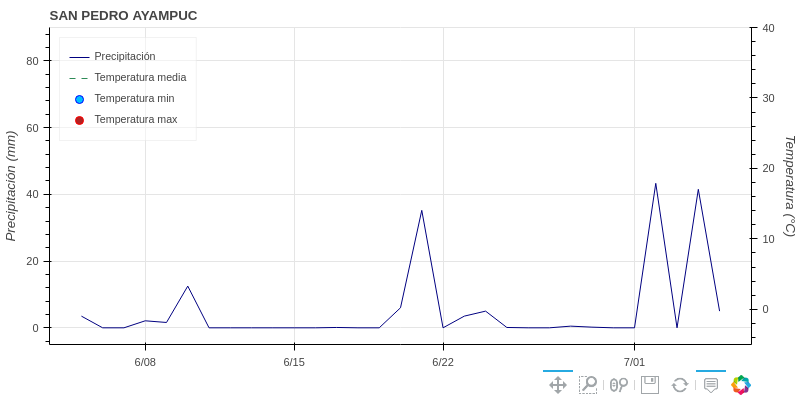 SAN PEDRO AYAMPUC
Precipitación
Temperatura media
Temperatura min
Temperatura max
Precipitación (mm)
80
60
40
20
0
Temperatura (°C)
40
30
20
10
0
6/08
6/15
6/22
7/01